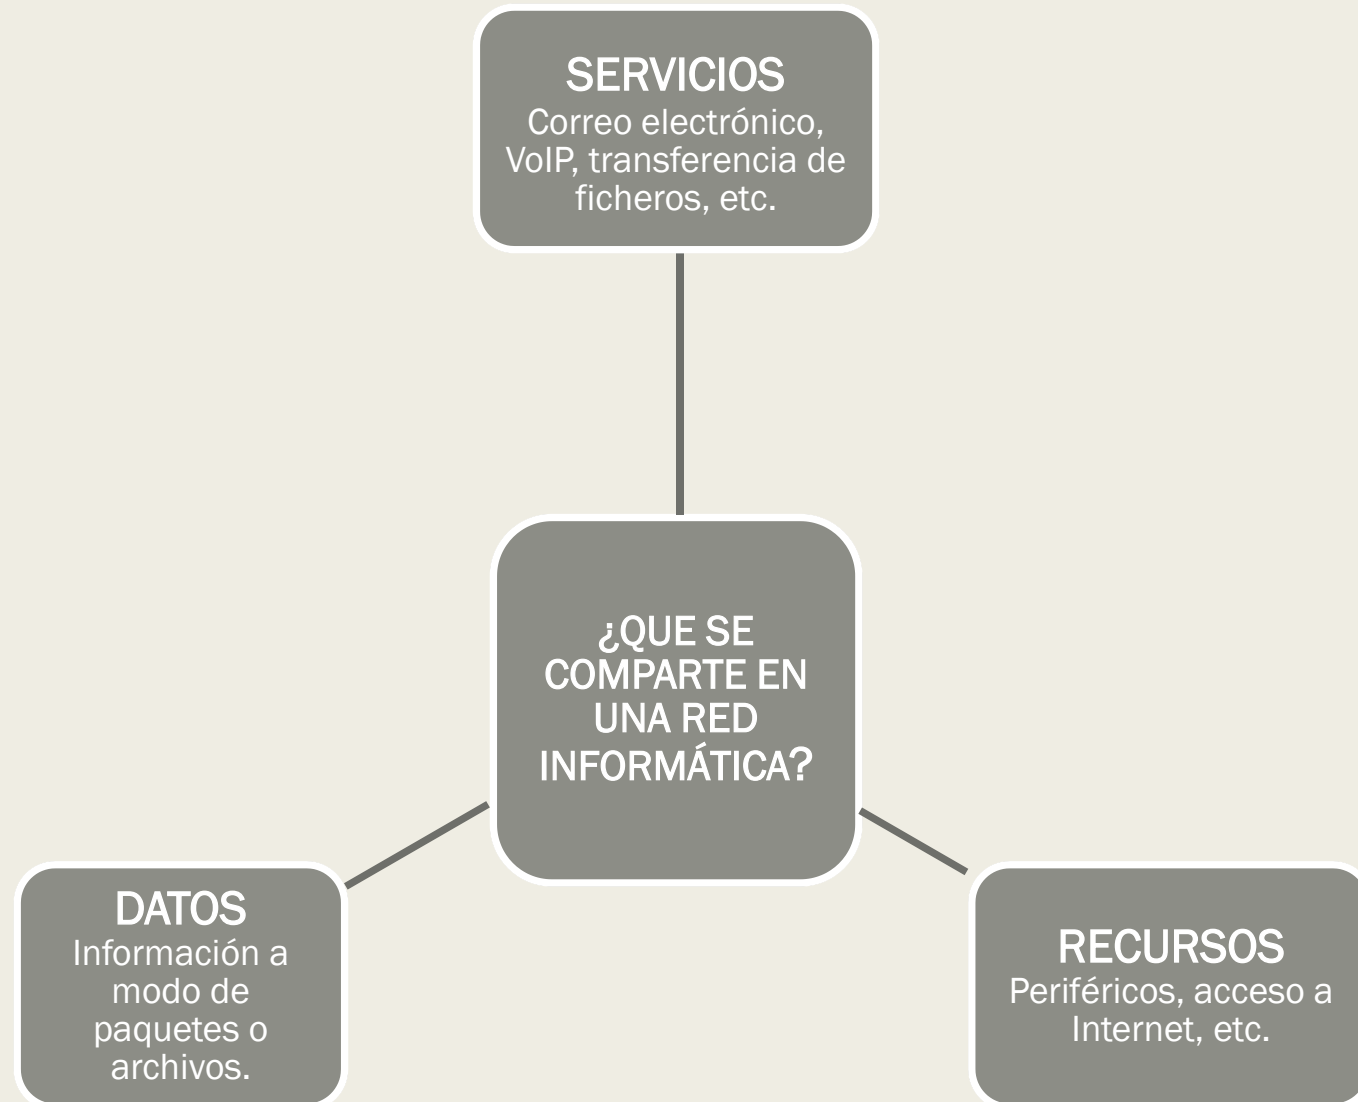 SERVICIOS
Correo electrónico,
VoIP, transferencia de
ficheros, etc.
¿QUE SE
COMPARTE EN
UNA RED
INFORMÁTICA?
DATOS
Información a
modo de
paquetes o
archivos.
RECURSOS
Periféricos, acceso a
Internet, etc.